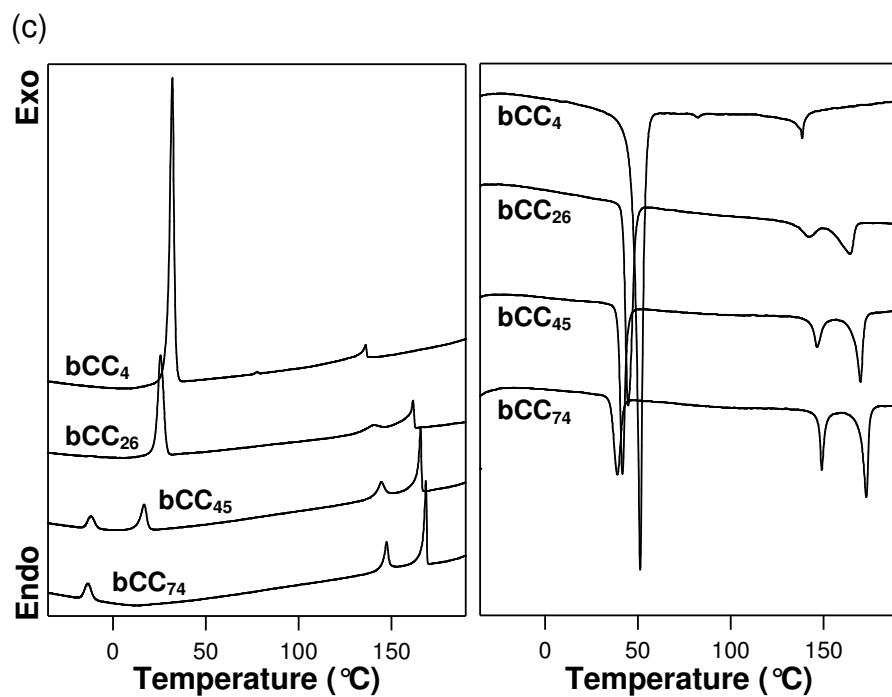 (c)
Exo
Endo
bCC₄
bCC₂₆
bCC₄₅
bCC₇₄
0 50 100 150
Temperature (°C)
bCC₄
bCC₂₆
bCC₄₅
bCC₇₄
0 50 100 150
Temperature (°C)